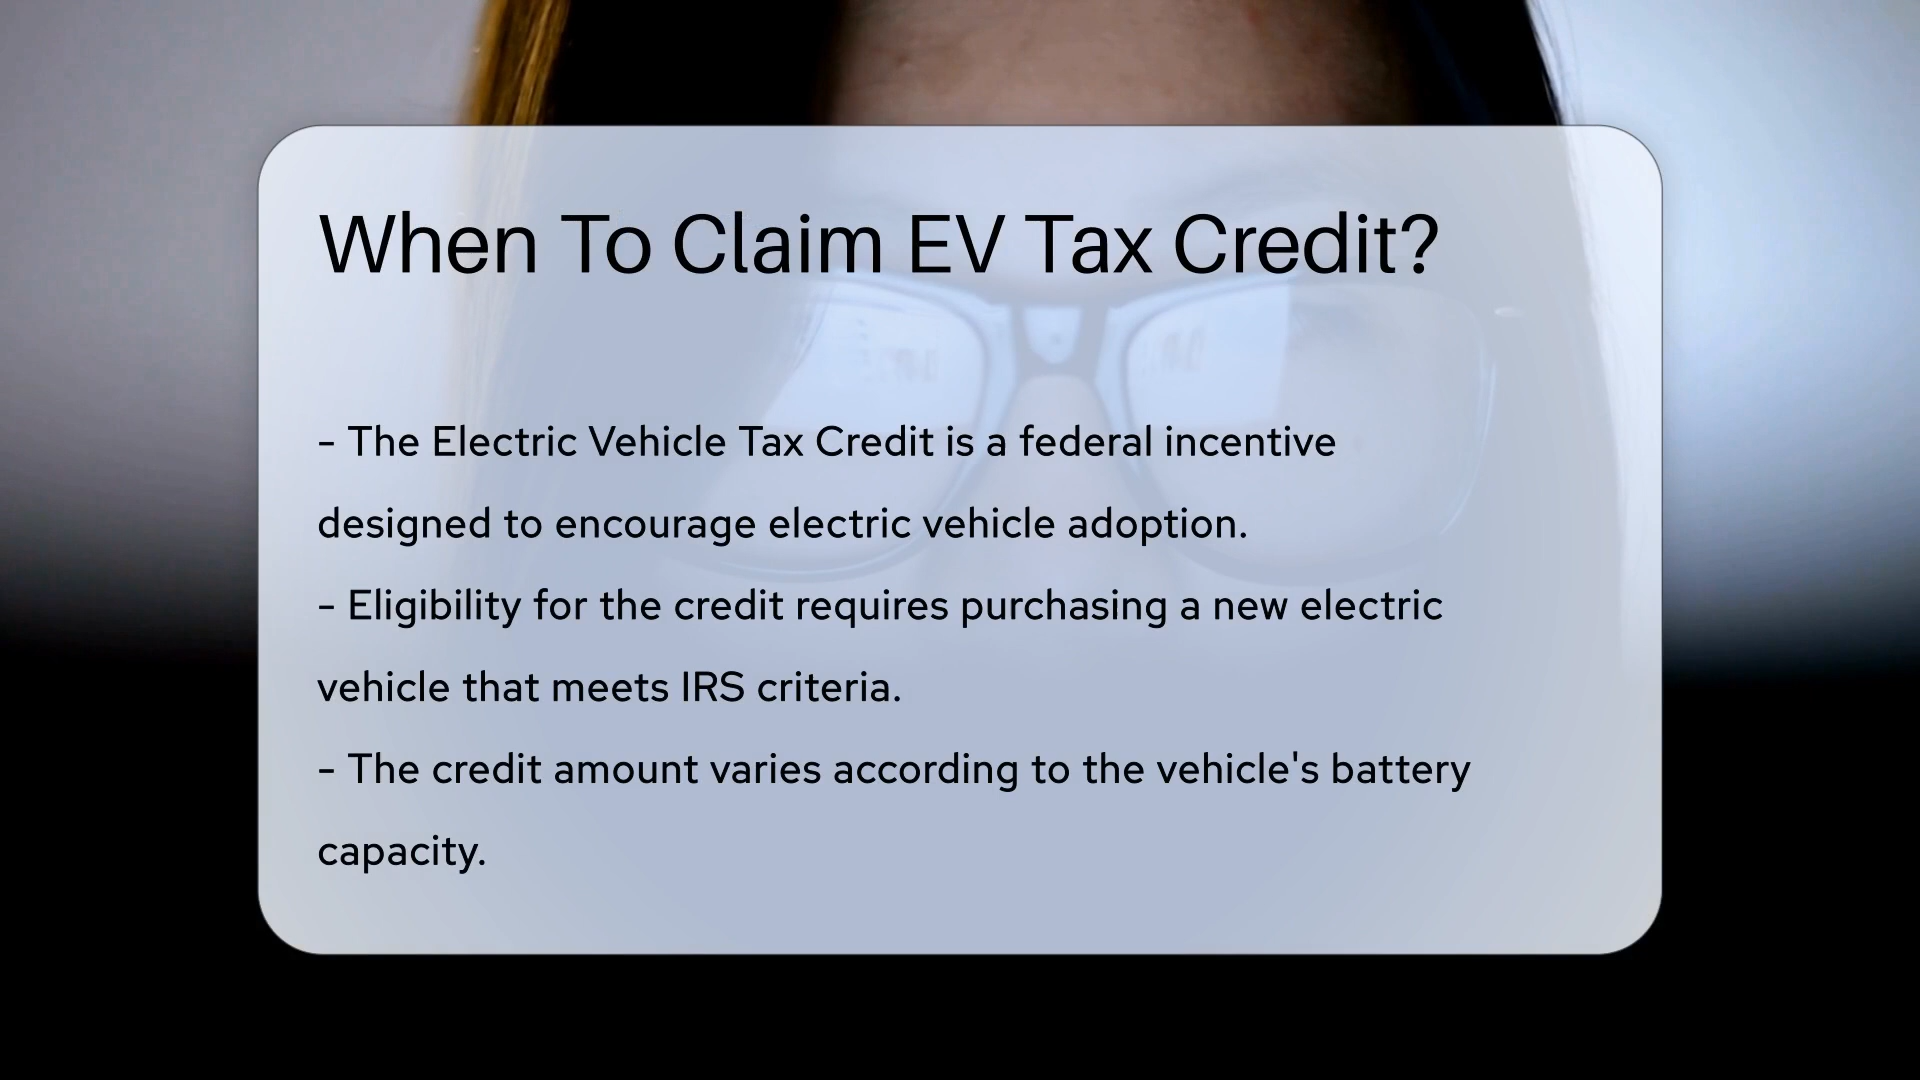 When To Claim EV Tax Credit?
- The Electric Vehicle Tax Credit is a federal incentive
designed to encourage electric vehicle adoption.
- Eligibility for the credit requires purchasing a new electric
vehicle that meets IRS criteria.
- The credit amount varies according to the vehicle's battery
capacity.